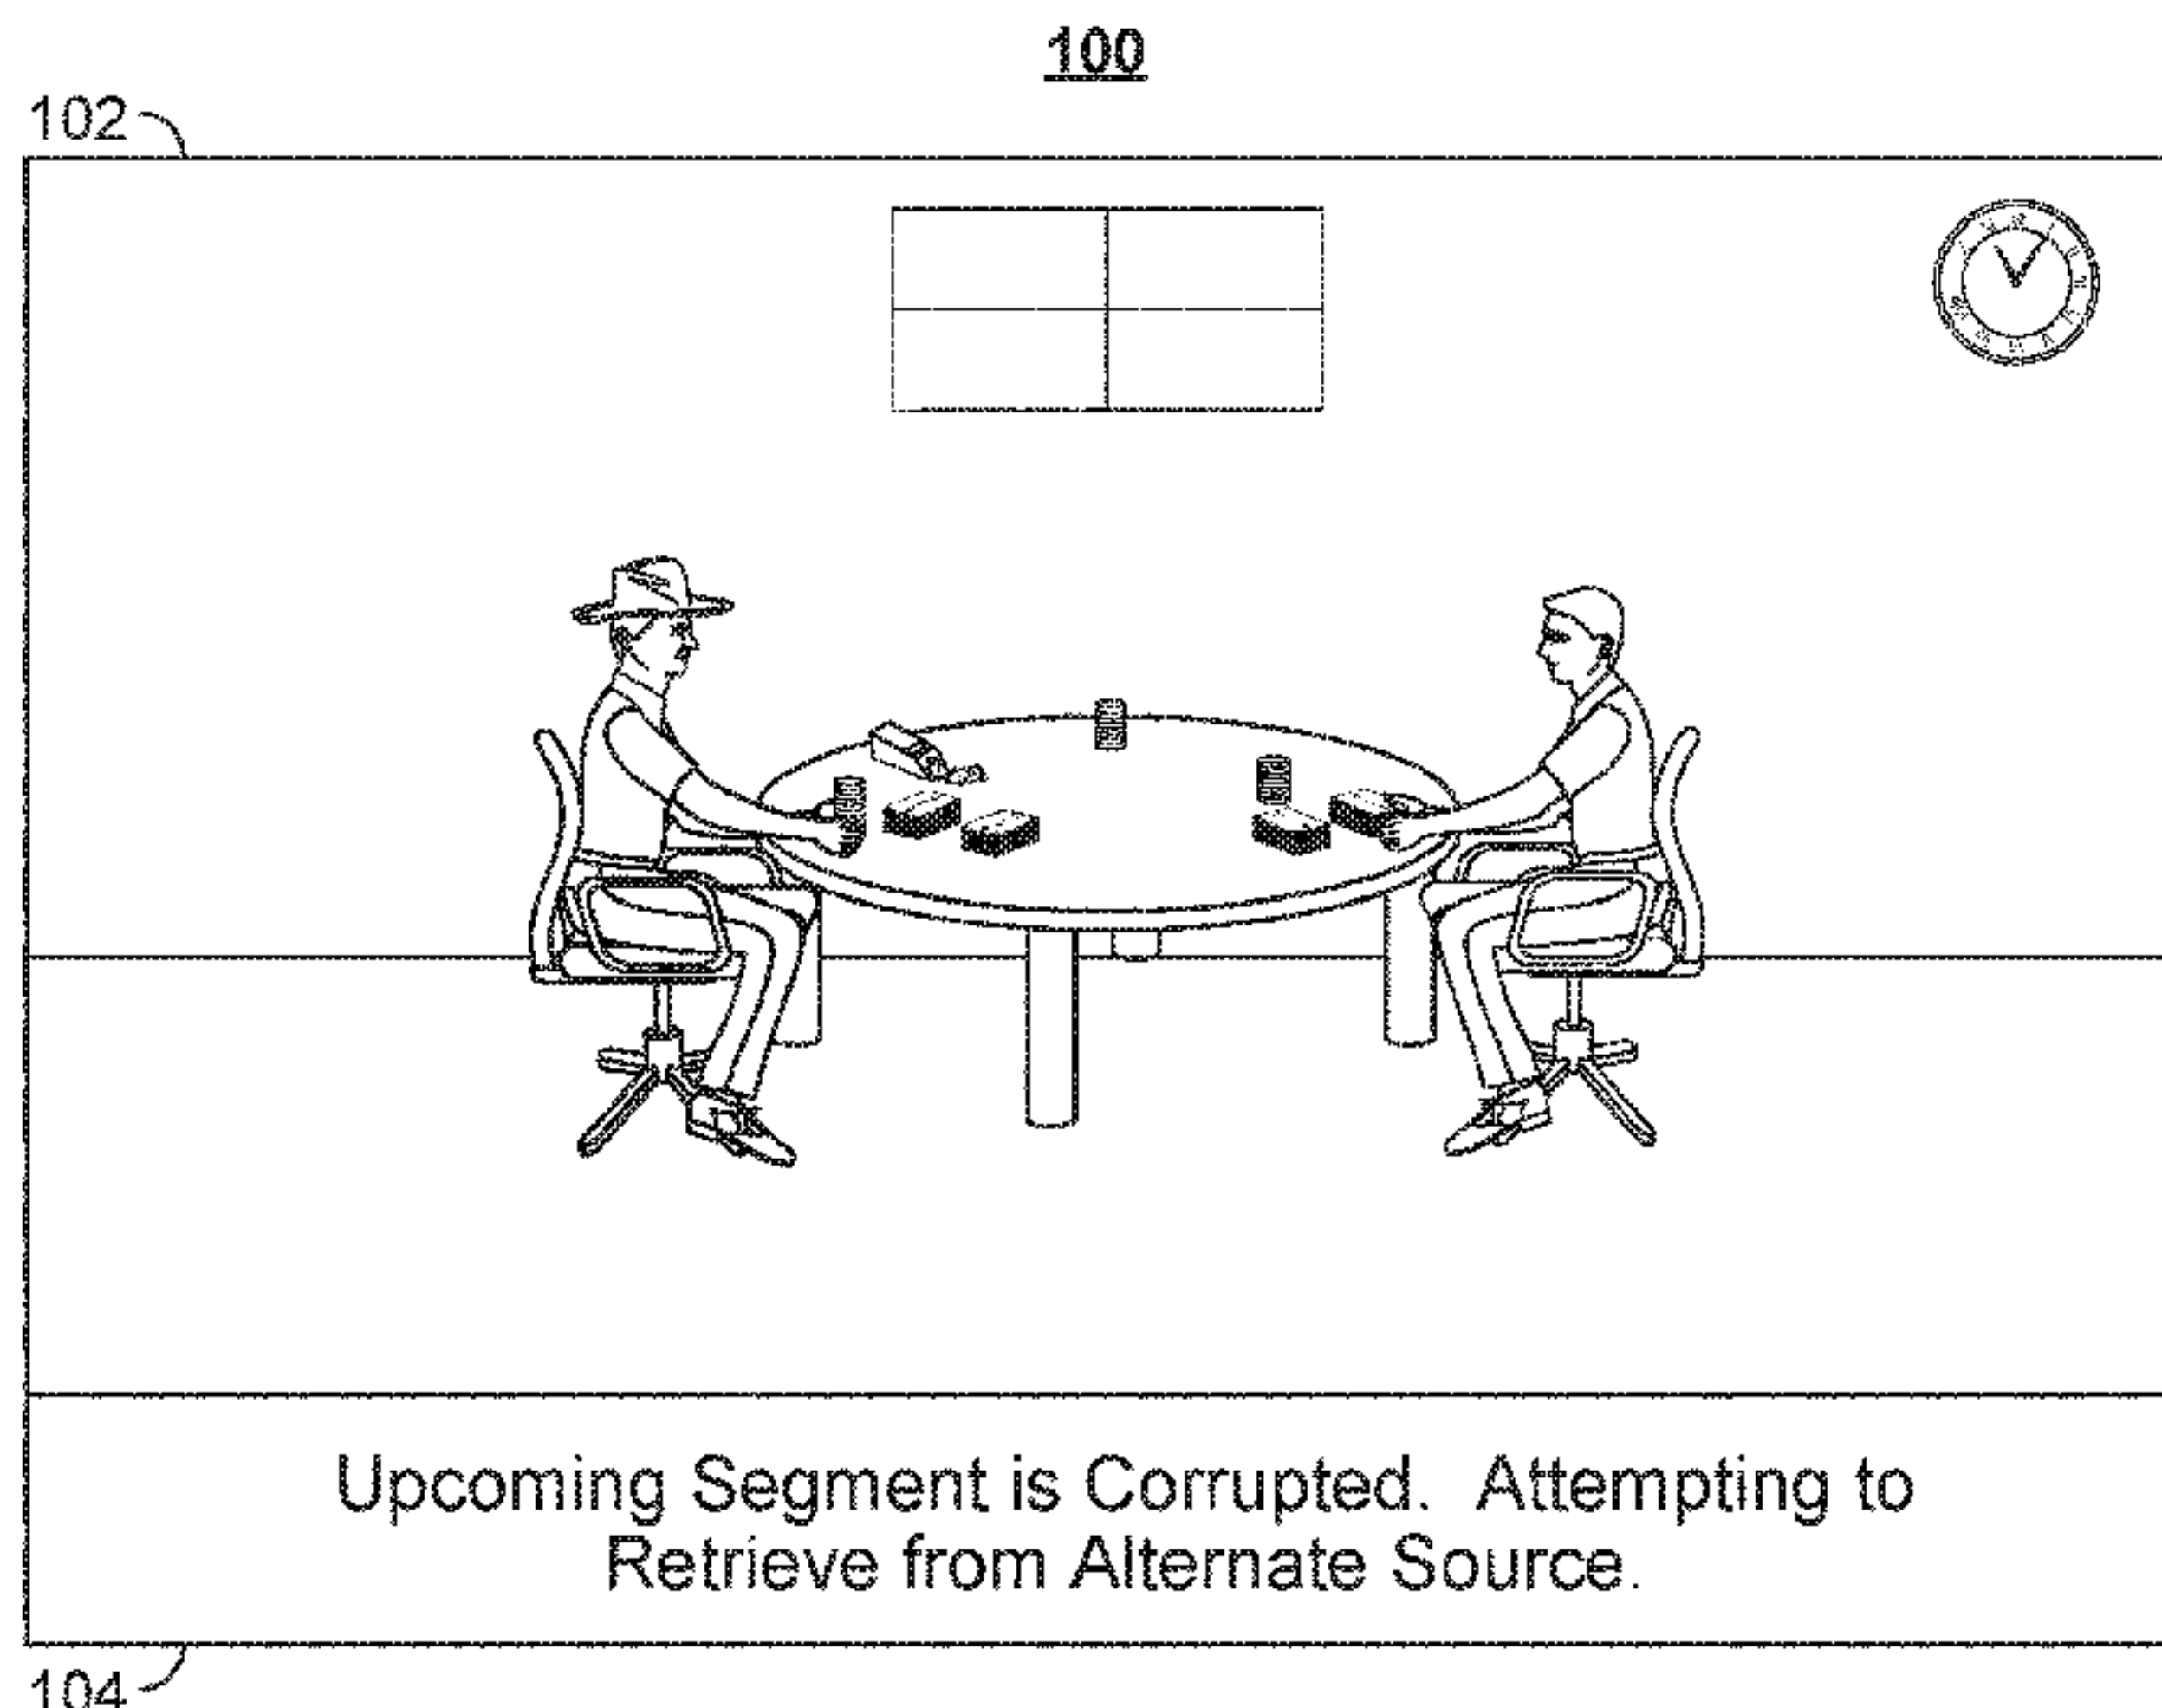 100
102
Upcoming Segment is Corrupted. Attempting to
Retrieve from Alternate Source.
104